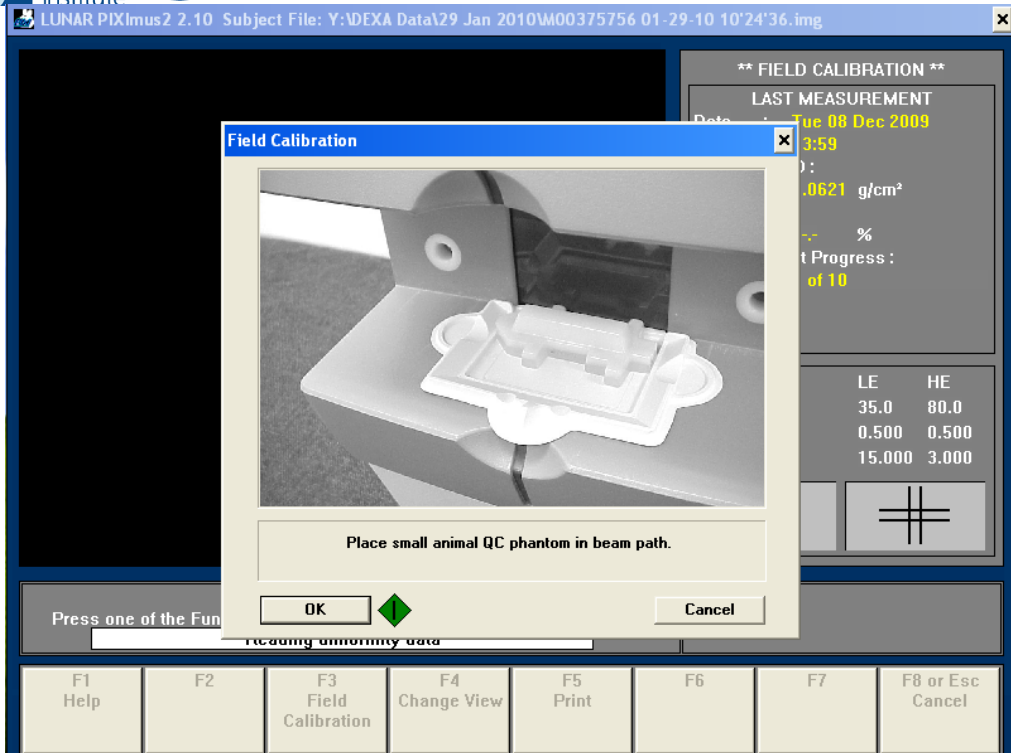 LUNAR PIXImus2 2.10 Subject File: Y:\DEXA Data\29 Jan 2010\M00375756 01-29-10 10'24'36.img
** FIELD CALIBRATION **
LAST MEASUREMENT
Tue 08 Dec 2009
3:59
.0621 g/cm²
-.- %
t Progress :
of 10
LE HE
35.0 80.0
0.500 0.500
15.000 3.000
Field Calibration
Place small animal QC phantom in beam path.
OK
Cancel
Press one of the Fun
Reading uniformity data
F1 Help
F2
F3 Field Calibration
F4 Change View
F5 Print
F6
F7
F8 or Esc Cancel